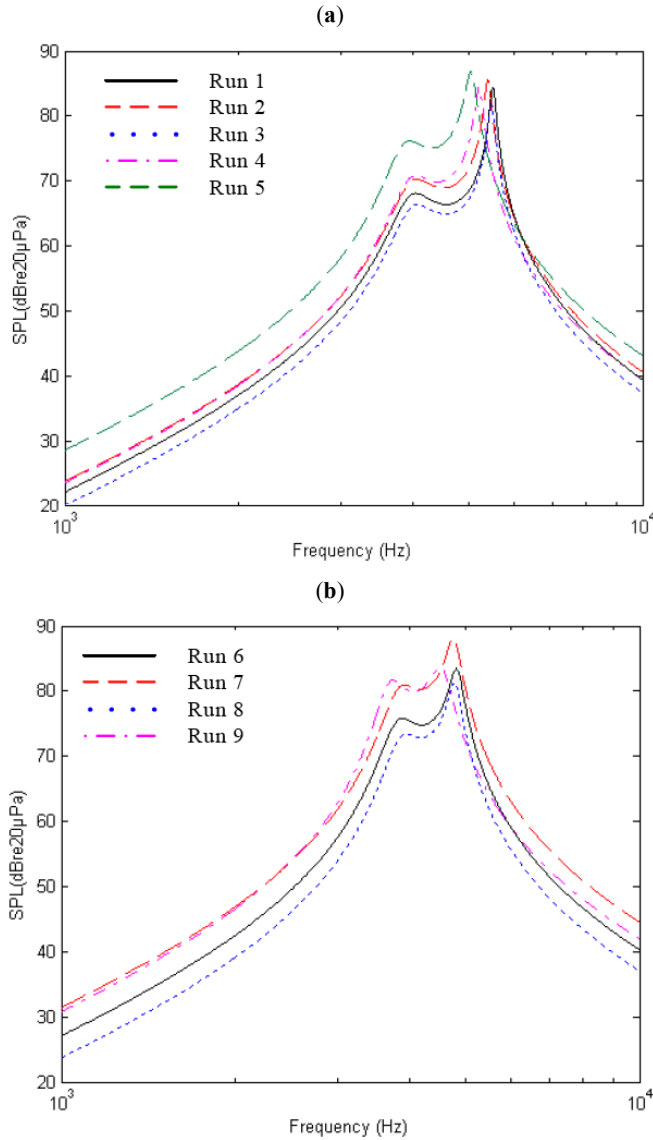 (a)
90
80
70
60
50
40
30
20
SPL(dBre20μPa)
Run 1
Run 2
Run 3
Run 4
Run 5
10³ 10⁴
Frequency (Hz)
(b)
90
80
70
60
50
40
30
20
SPL(dBre20μPa)
Run 6
Run 7
Run 8
Run 9
10³ 10⁴
Frequency (Hz)